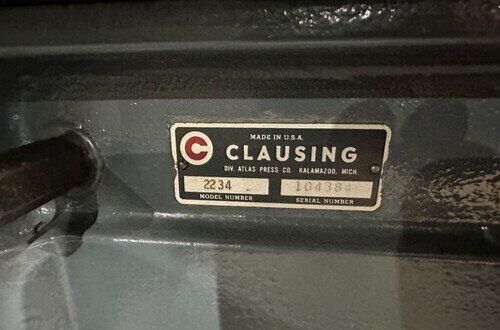 MADE IN U.S.A.
C CLAUSING
DIV. ATLAS PRESS CO. KALAMAZOO, MICH.
2234 104384
MODEL NUMBER SERIAL NUMBER